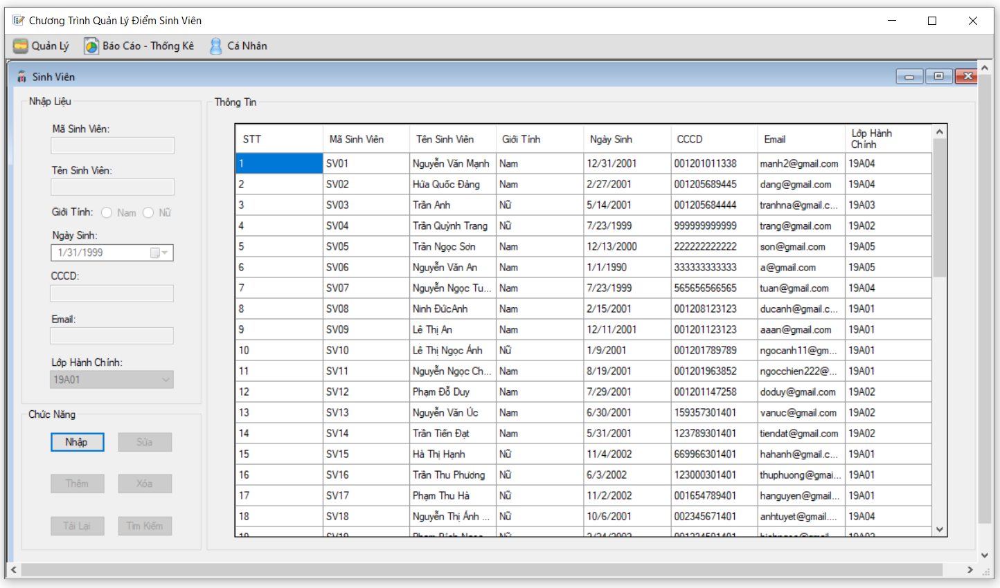 Chương Trình Quản Lý Điểm Sinh Viên
Quản Lý Báo Cáo - Thống Kê Cá Nhân
Sinh Viên
Nhập Liệu
Mã Sinh Viên:
Tên Sinh Viên:
Giới Tính: Nam Nữ
Ngày Sinh:
1/31/1999
CCCD:
Email:
Lớp Hành Chính:
19A01
Chức Năng
Nhập Sửa
Thêm Xóa
Tải Lại Tìm Kiếm
Thông Tin
STT Mã Sinh Viên Tên Sinh Viên Giới Tính Ngày Sinh CCCD Email Lớp Hành Chính
1 SV01 Nguyễn Văn Mạnh Nam 12/31/2001 001201011338 manh2@gmail.com 19A04
2 SV02 Hứa Quốc Đảng Nam 2/27/2001 001205689445 dang@gmail.com 19A04
3 SV03 Trần Anh Nữ 5/14/2001 001205684444 tranhna@gmail.c... 19A03
4 SV04 Trần Quỳnh Trang Nữ 7/23/1999 999999999999 trang@gmail.com 19A02
5 SV05 Trần Ngọc Sơn Nam 12/13/2000 222222222222 son@gmail.com 19A05
6 SV06 Nguyễn Văn An Nam 1/1/1990 333333333333 a@gmail.com 19A05
7 SV07 Nguyễn Ngọc Tu... Nam 7/23/1999 565656566565 tuan@gmail.com 19A04
8 SV08 Ninh ĐứcAnh Nam 2/15/2001 001208123123 ducanh@gmail.c... 19A01
9 SV09 Lê Thị An Nam 12/11/2001 001201123123 aaan@gmail.com 19A01
10 SV10 Lê Thị Ngọc Ánh Nữ 1/9/2001 001201789789 ngocanh11@gm... 19A01
11 SV11 Nguyễn Ngọc Ch... Nam 8/19/2001 001201963852 ngocchien222@... 19A01
12 SV12 Phạm Đỗ Duy Nam 7/29/2001 001201147258 doduy@gmail.com 19A02
13 SV13 Nguyễn Văn Úc Nam 6/30/2001 159357301401 vanuc@gmail.com 19A02
14 SV14 Trần Tiến Đạt Nam 5/31/2001 123789301401 tiendat@gmail.com 19A02
15 SV15 Hà Thị Hạnh Nữ 11/4/2002 669966301401 hahanh@gmail.c... 19A01
16 SV16 Trần Thu Phương Nữ 6/3/2002 123000301401 thuphuong@gmai... 19A01
17 SV17 Phạm Thu Hà Nữ 11/2/2002 001654789401 hanguyen@gmail... 19A01
18 SV18 Nguyễn Thị Ánh ... Nữ 10/6/2001 002345671401 anhtuyet@gmail.... 19A04
19 SV19 Nữ